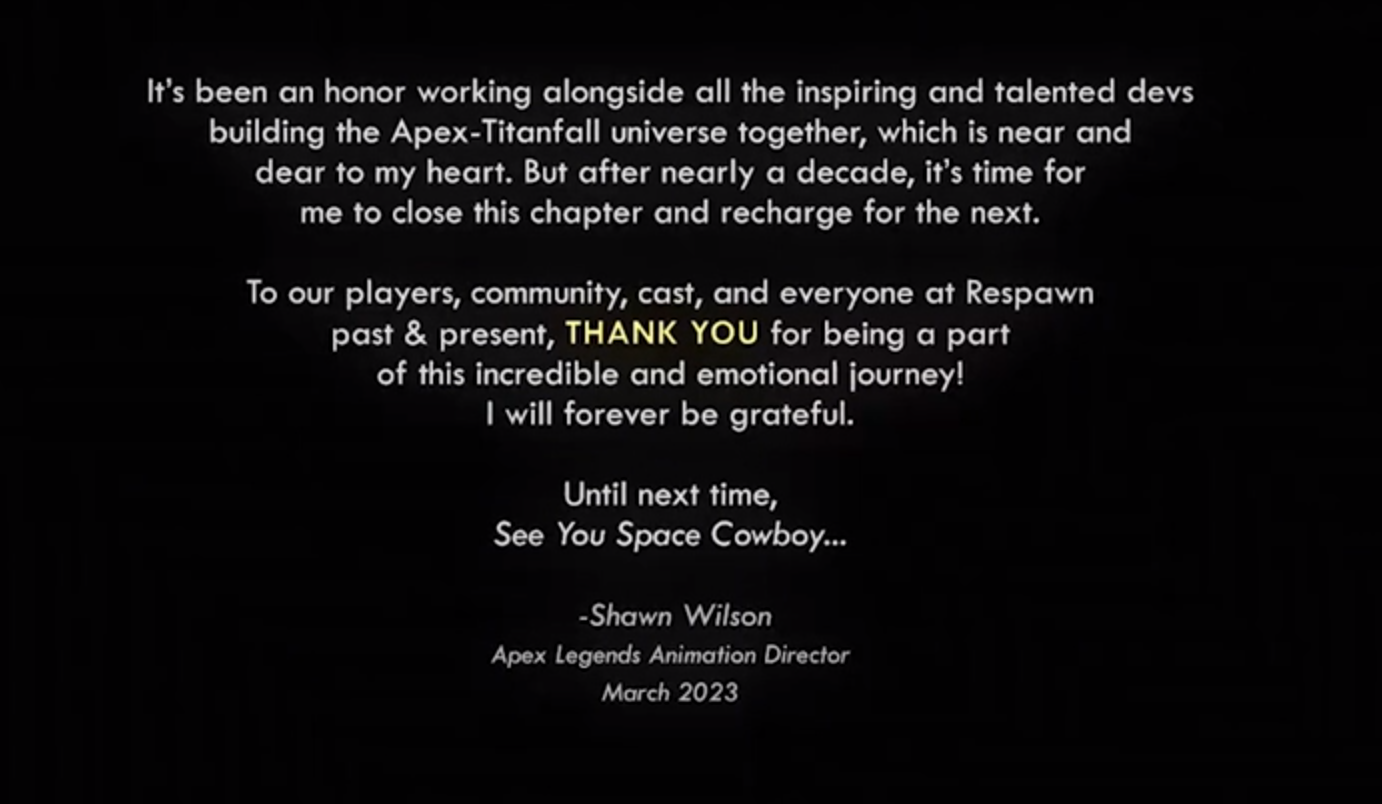 It's been an honor working alongside all the inspiring and talented devs
building the Apex-Titanfall universe together, which is near and
dear to my heart. But after nearly a decade, it's time for
me to close this chapter and recharge for the next.
To our players, community, cast, and everyone at Respawn
past & present, THANK YOU for being a part
of this incredible and emotional journey!
I will forever be grateful.
Until next time,
See You Space Cowboy...
-Shawn Wilson
Apex Legends Animation Director
March 2023